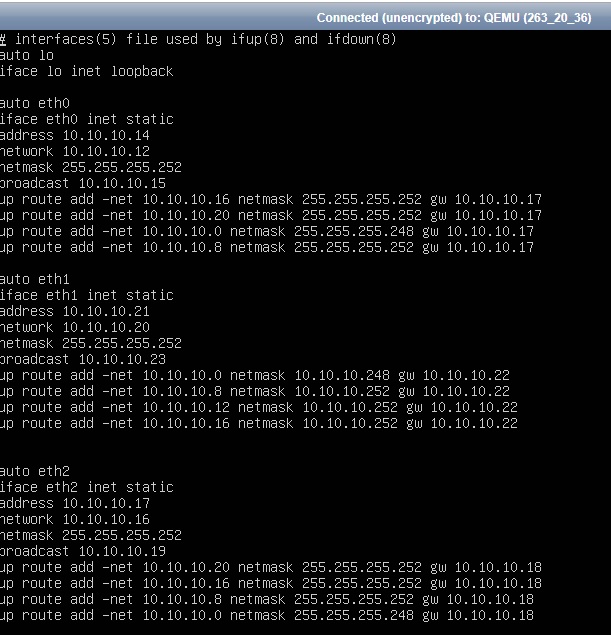 Connected (unencrypted) to: QEMU (263_20_36)
# interfaces(5) file used by ifup(8) and ifdown(8)
auto lo
iface lo inet loopback
auto eth0
iface eth0 inet static
address 10.10.10.14
network 10.10.10.12
netmask 255.255.255.252
broadcast 10.10.10.15
up route add -net 10.10.10.16 netmask 255.255.255.252 gw 10.10.10.17
up route add -net 10.10.10.20 netmask 255.255.255.252 gw 10.10.10.17
up route add -net 10.10.10.0 netmask 255.255.255.248 gw 10.10.10.17
up route add -net 10.10.10.8 netmask 255.255.255.252 gw 10.10.10.17
auto eth1
iface eth1 inet static
address 10.10.10.21
network 10.10.10.20
netmask 255.255.255.252
broadcast 10.10.10.23
up route add -net 10.10.10.0 netmask 10.10.10.248 gw 10.10.10.22
up route add -net 10.10.10.8 netmask 10.10.10.252 gw 10.10.10.22
up route add -net 10.10.10.12 netmask 10.10.10.252 gw 10.10.10.22
up route add -net 10.10.10.16 netmask 10.10.10.252 gw 10.10.10.22
auto eth2
iface eth2 inet static
address 10.10.10.17
network 10.10.10.16
netmask 255.255.255.252
broadcast 10.10.10.19
up route add -net 10.10.10.20 netmask 255.255.255.252 gw 10.10.10.18
up route add -net 10.10.10.16 netmask 255.255.255.252 gw 10.10.10.18
up route add -net 10.10.10.8 netmask 255.255.255.252 gw 10.10.10.18
up route add -net 10.10.10.0 netmask 255.255.255.248 gw 10.10.10.18